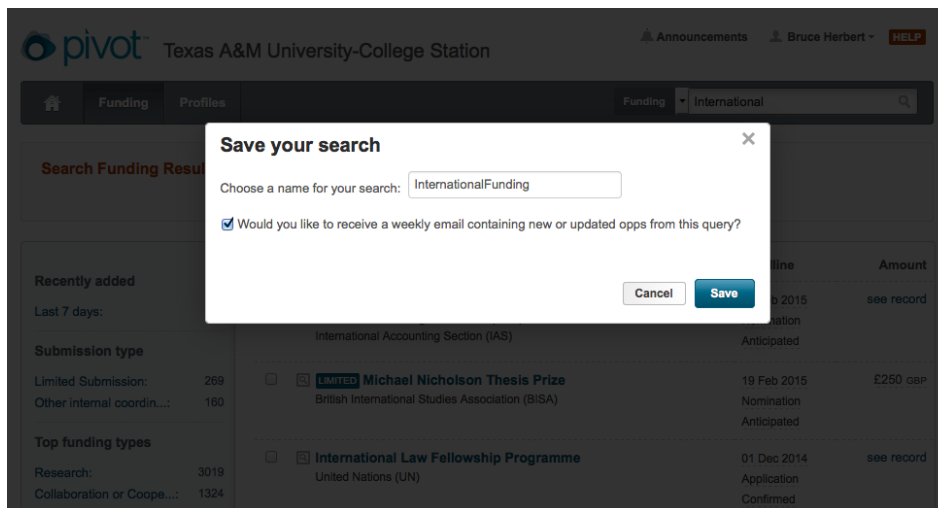 pivot Texas A&M University-College Station
Announcements Bruce Herbert HELP
Funding Profiles Funding International
Search Funding Resul
Save your search
Choose a name for your search: InternationalFunding
Would you like to receive a weekly email containing new or updated opps from this query?
Cancel Save
Recently added
Last 7 days:
Submission type
Limited Submission: 269
Other internal coordin...: 160
Top funding types
Research: 3019
Collaboration or Coope...: 1324
Amount
2015 see record
International Accounting Section (IAS)
Anticipated
LIMITED Michael Nicholson Thesis Prize 19 Feb 2015 £250 GBP
British International Studies Association (BISA) Nomination
Anticipated
International Law Fellowship Programme 01 Dec 2014 see record
United Nations (UN) Application
Confirmed